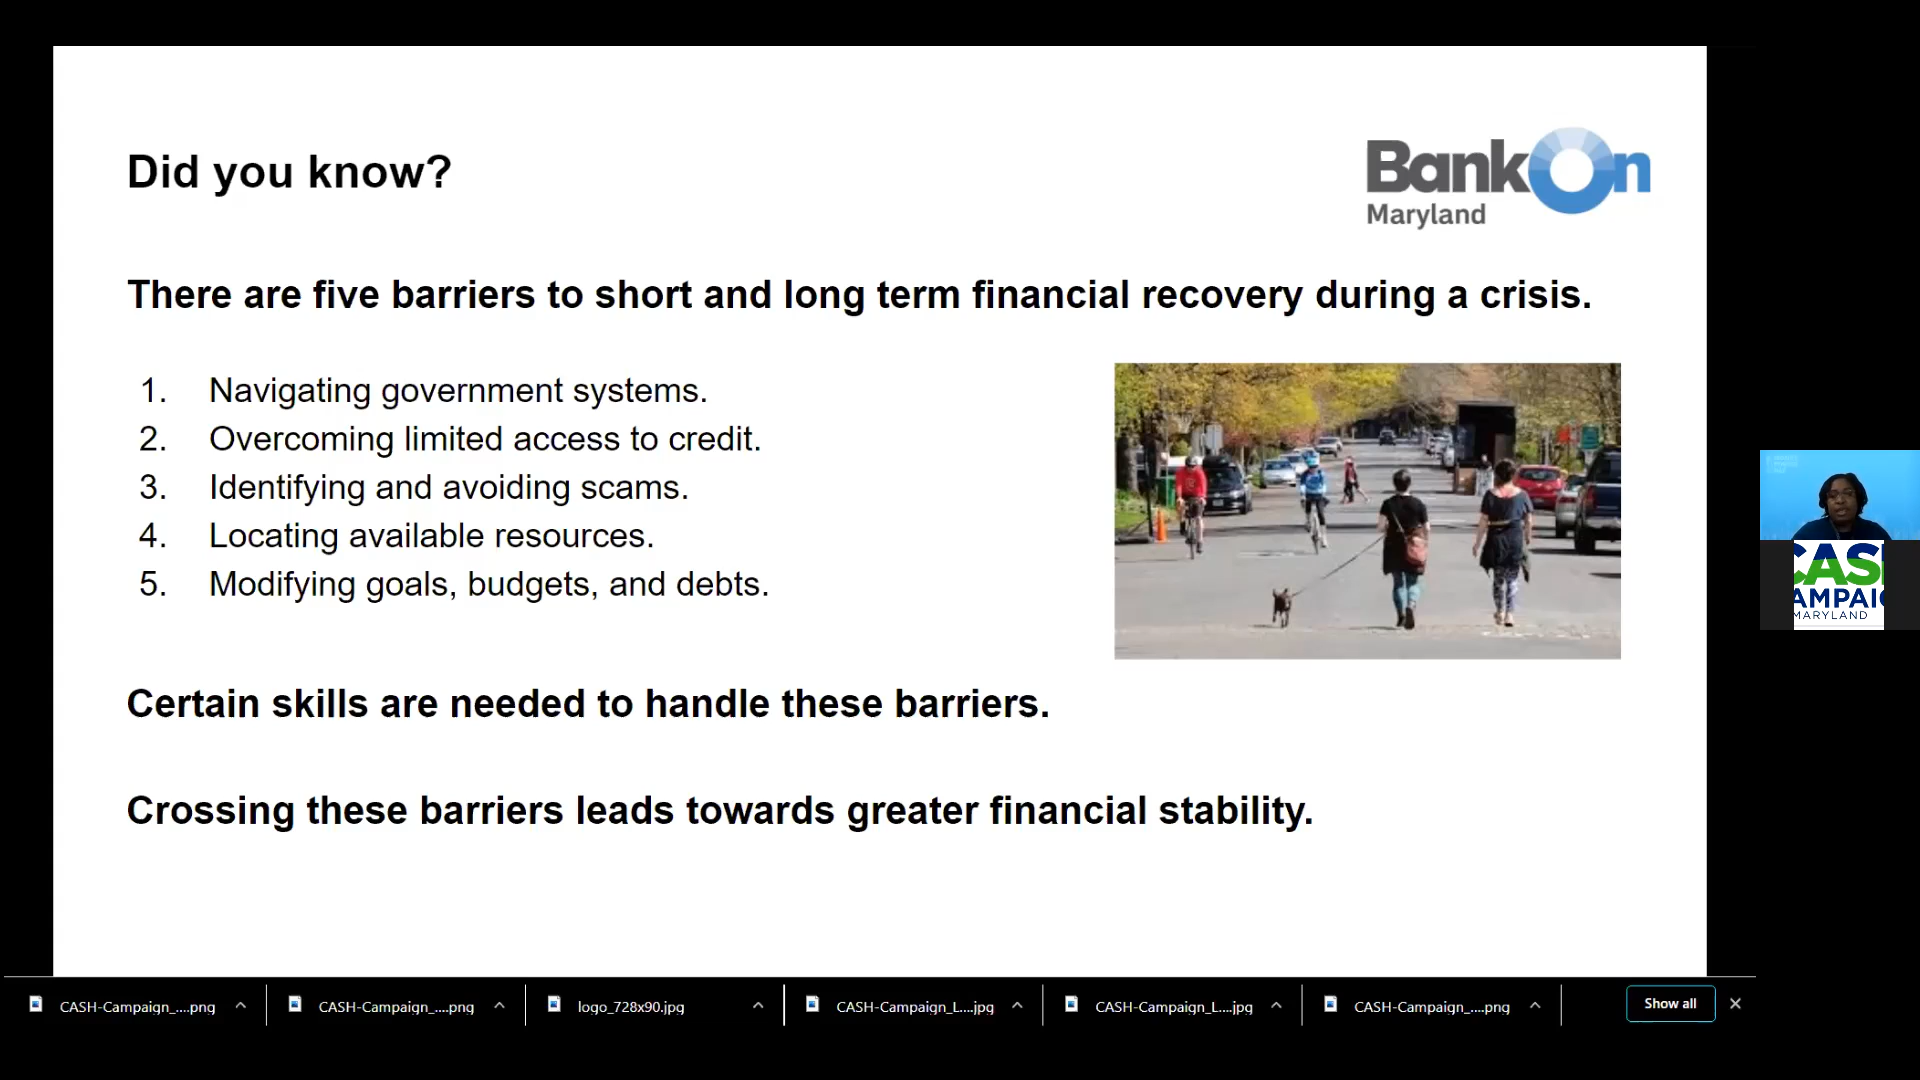 Did you know?
BankOn
Maryland
There are five barriers to short and long term financial recovery during a crisis.
1. Navigating government systems.
2. Overcoming limited access to credit.
3. Identifying and avoiding scams.
4. Locating available resources.
5. Modifying goals, budgets, and debts.
Certain skills are needed to handle these barriers.
Crossing these barriers leads towards greater financial stability.
CAS
AMPAI
MARYLAND
CASH-Campaign_....png
CASH-Campaign_....png
logo_728x90.jpg
CASH-Campaign_L....jpg
CASH-Campaign_L....jpg
CASH-Campaign_....png
Show all